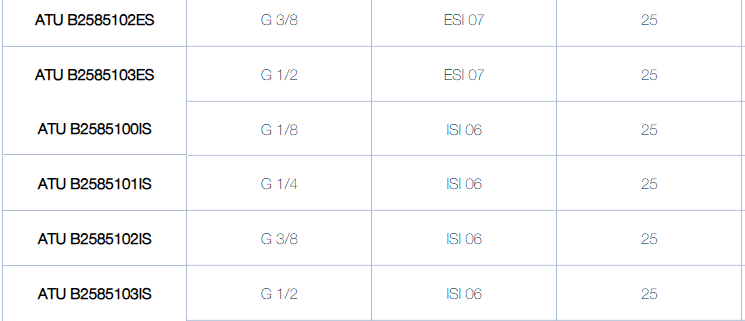 ATU B2585102ES G 3/8 ESI 07 25
ATU B2585103ES G 1/2 ESI 07 25
ATU B2585100IS G 1/8 ISI 06 25
ATU B2585101IS G 1/4 ISI 06 25
ATU B2585102IS G 3/8 ISI 06 25
ATU B2585103IS G 1/2 ISI 06 25